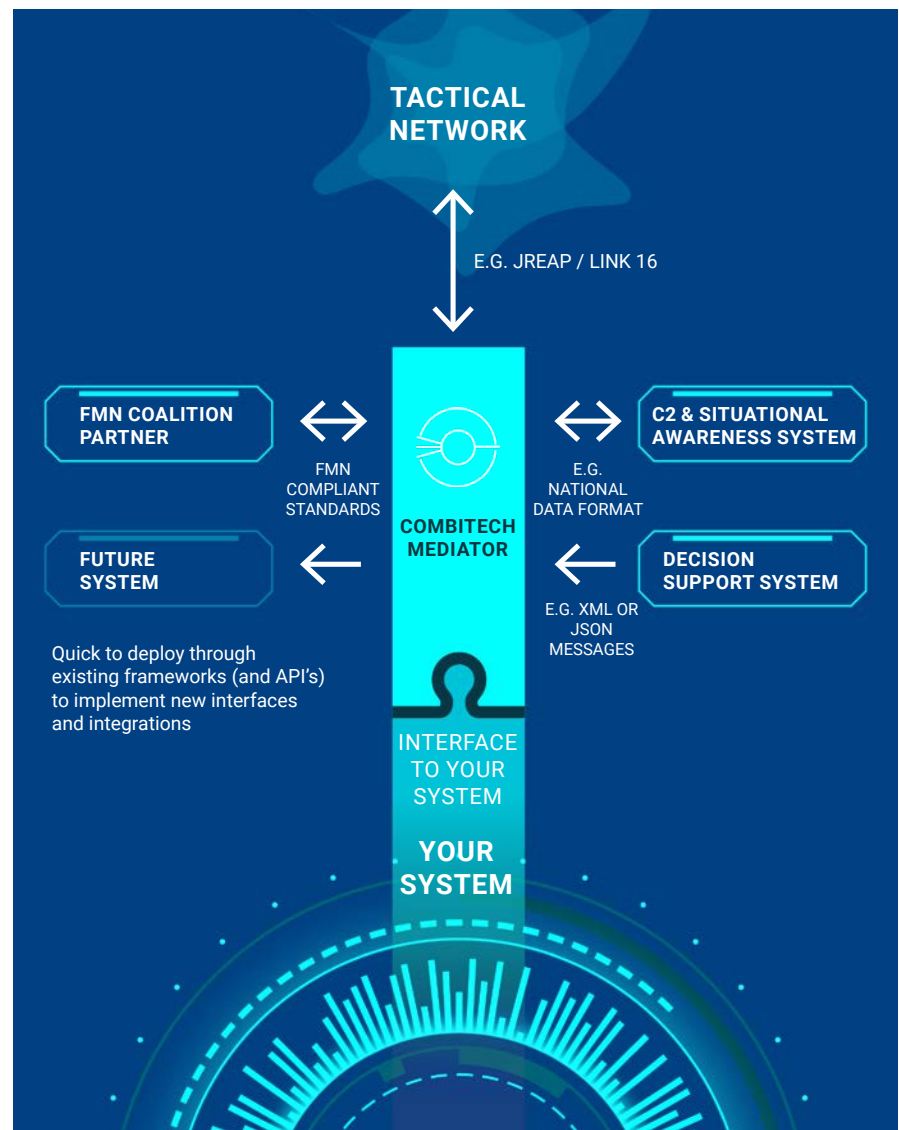 TACTICAL
NETWORK
E.G. JREAP / LINK 16
FMN COALITION
PARTNER
FMN
COMPLIANT
STANDARDS
C2 & SITUATIONAL
AWARENESS SYSTEM
E.G.
NATIONAL
DATA FORMAT
COMBITECH
MEDIATOR
FUTURE
SYSTEM
DECISION
SUPPORT SYSTEM
E.G. XML OR
JSON
MESSAGES
Quick to deploy through
existing frameworks (and API's)
to implement new interfaces
and integrations
INTERFACE
TO YOUR
SYSTEM
YOUR
SYSTEM